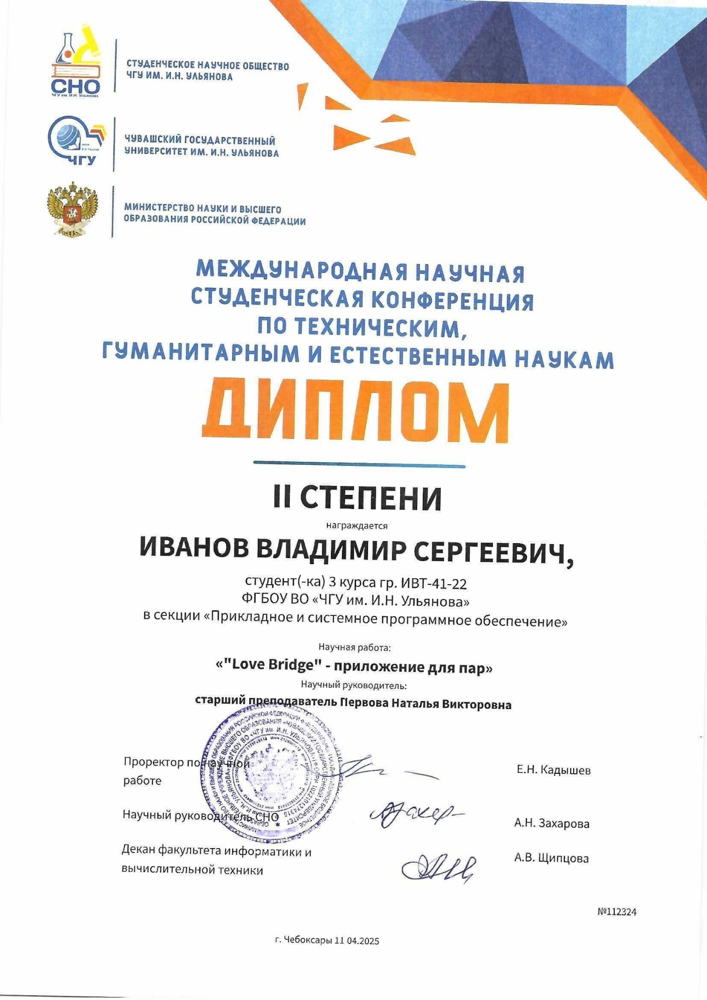 СНО
ЧГУ им. И.Н. Ульянова
СТУДЕНЧЕСКОЕ НАУЧНОЕ ОБЩЕСТВО
ЧГУ ИМ. И.Н. УЛЬЯНОВА
ЧГУ
ЧУВАШСКИЙ ГОСУДАРСТВЕННЫЙ
УНИВЕРСИТЕТ ИМ. И.Н. УЛЬЯНОВА
МИНИСТЕРСТВО НАУКИ И ВЫСШЕГО
ОБРАЗОВАНИЯ РОССИЙСКОЙ ФЕДЕРАЦИИ
МЕЖДУНАРОДНАЯ НАУЧНАЯ
СТУДЕНЧЕСКАЯ КОНФЕРЕНЦИЯ
ПО ТЕХНИЧЕСКИМ,
ГУМАНИТАРНЫМ И ЕСТЕСТВЕННЫМ НАУКАМ
ДИПЛОМ
II СТЕПЕНИ
награждается
ИВАНОВ ВЛАДИМИР СЕРГЕЕВИЧ,
студент(-ка) 3 курса гр. ИВТ-41-22
ФГБОУ ВО «ЧГУ им. И.Н. Ульянова»
в секции «Прикладное и системное программное обеспечение»
Научная работа:
«"Love Bridge" - приложение для пар»
Научный руководитель:
старший преподаватель Первова Наталья Викторовна
Проректор по научной
работе
Е.Н. Кадышев
Научный руководитель СНО
А.Н. Захарова
Декан факультета информатики и
вычислительной техники
А.В. Щипцова
№112324
г. Чебоксары 11 04.2025